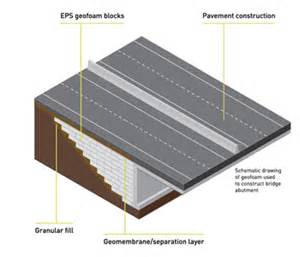 EPS geofoam blocks
Pavement construction
Schematic drawing
of geofoam used
to construct bridge
abutment
Granular fill
Geomembrane/separation layer